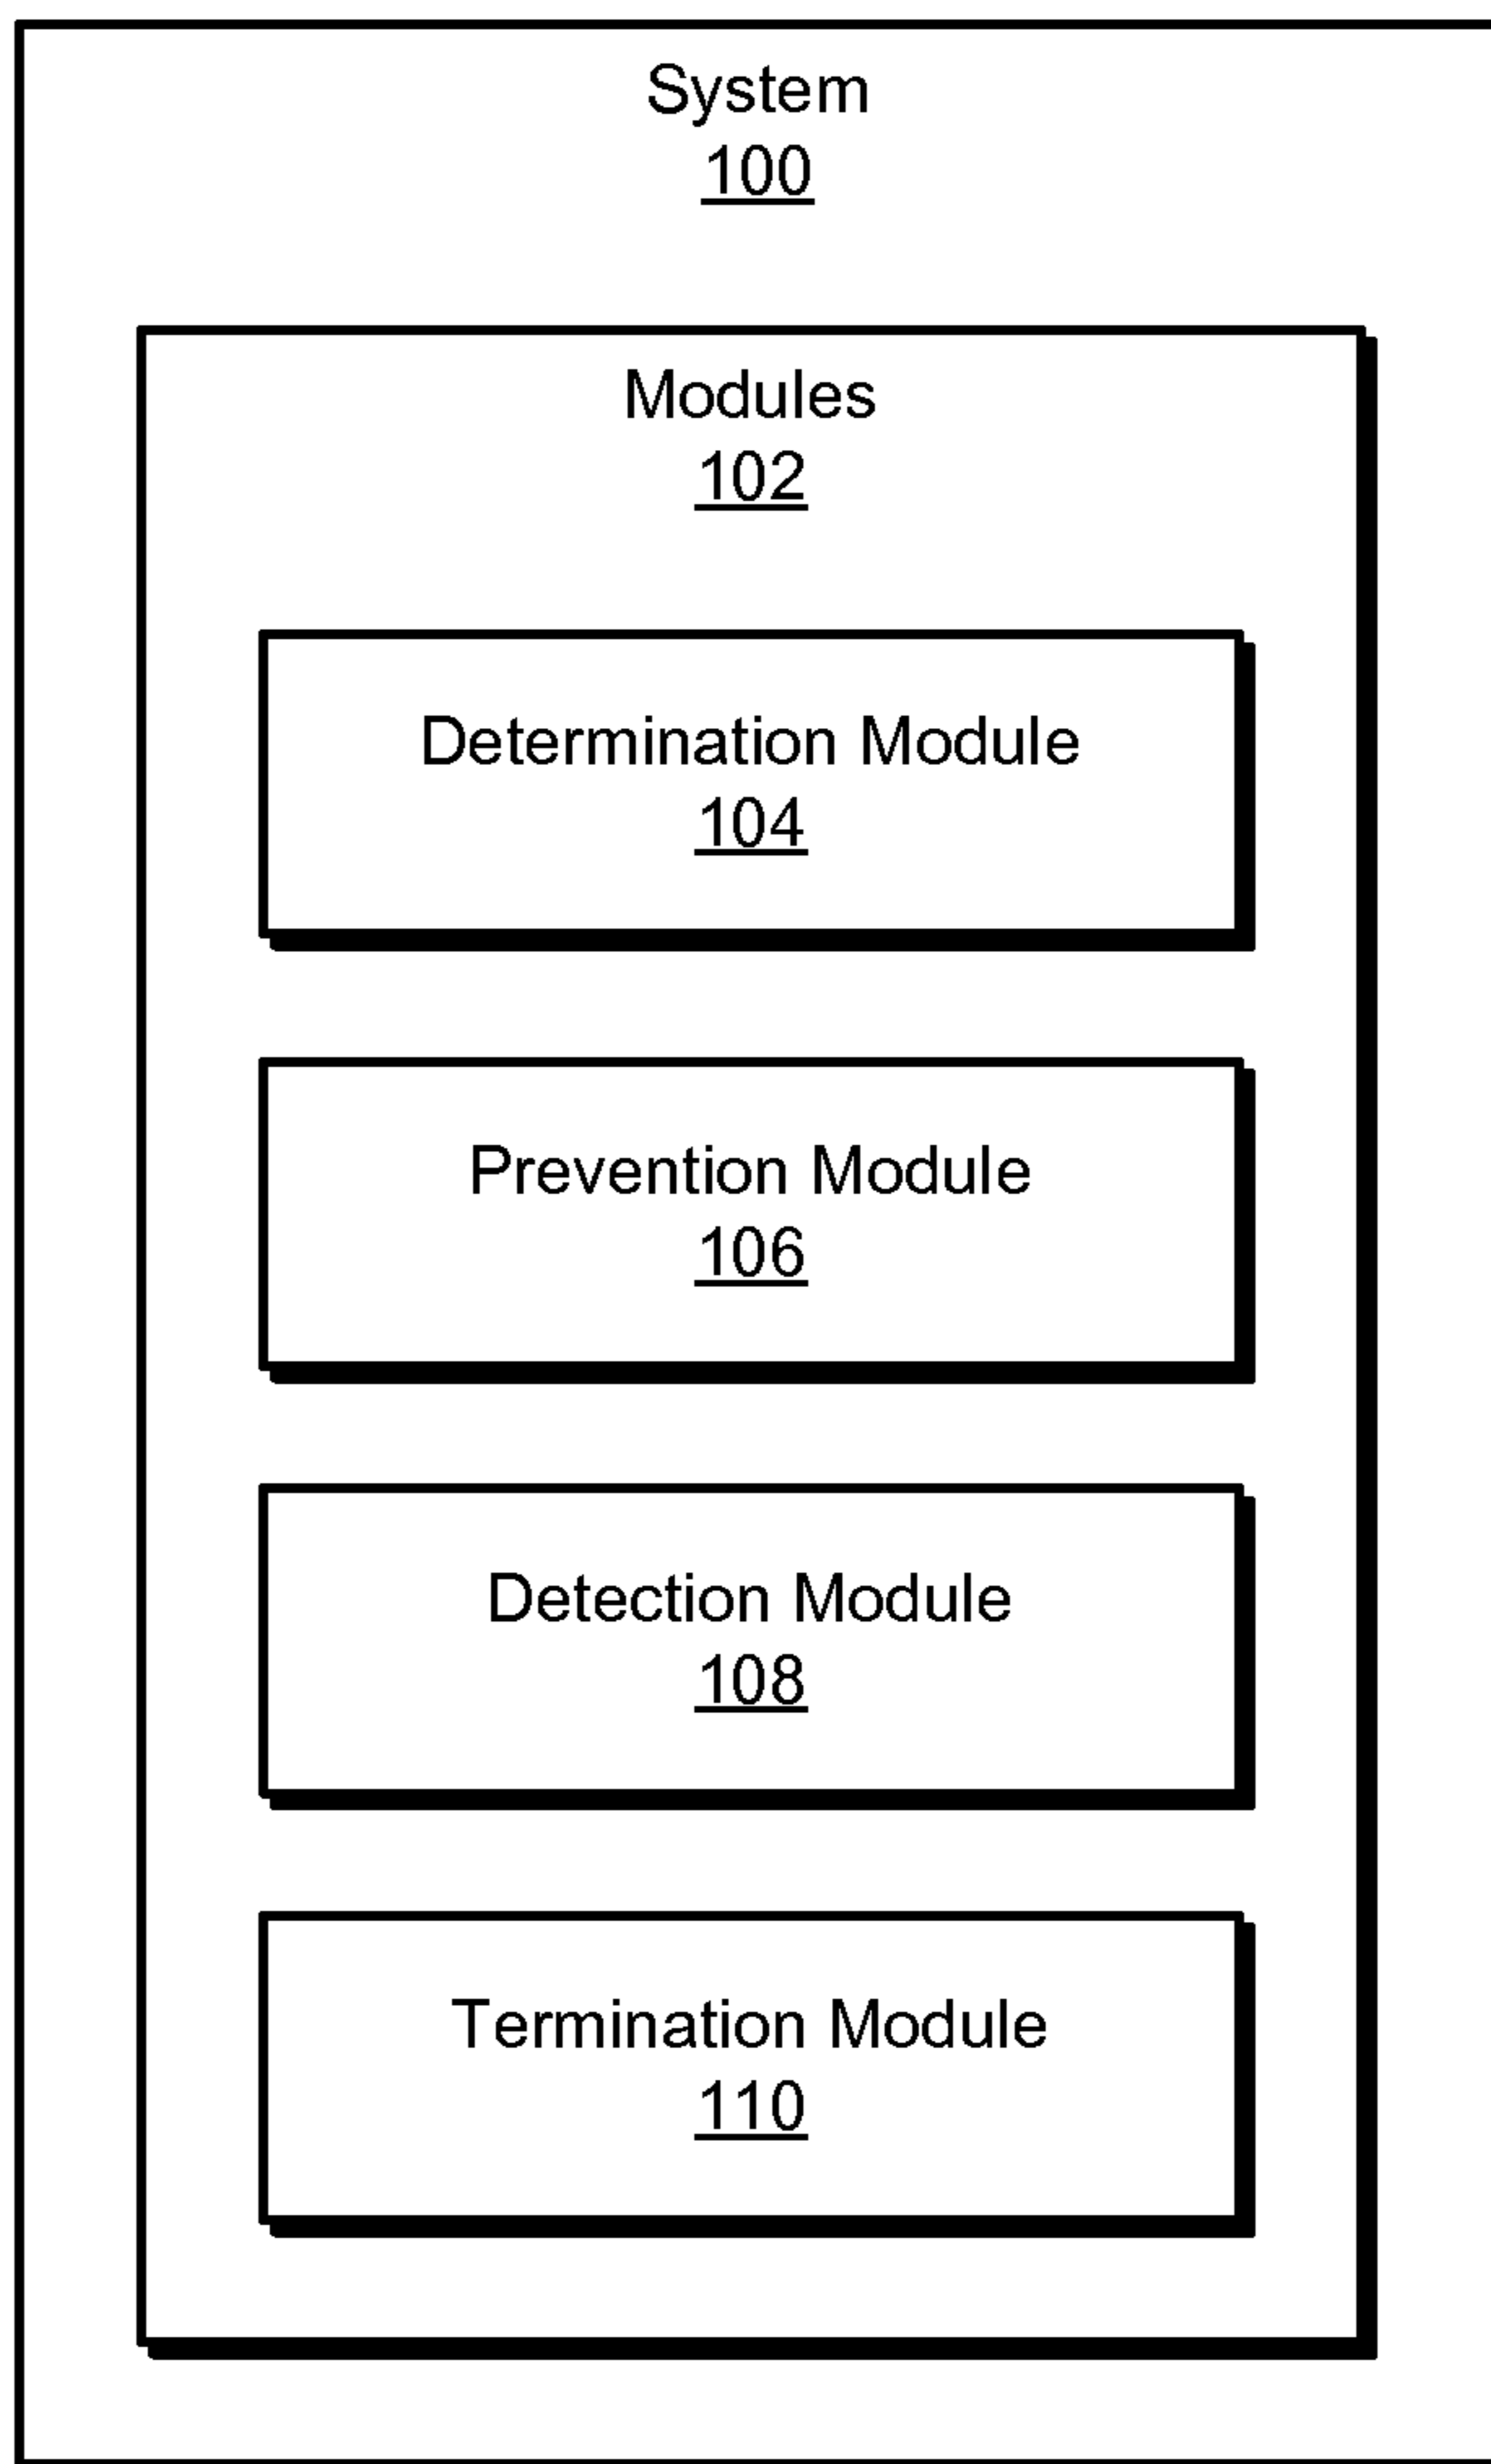 System
100
Modules
102
Determination Module
104
Prevention Module
106
Detection Module
108
Termination Module
110